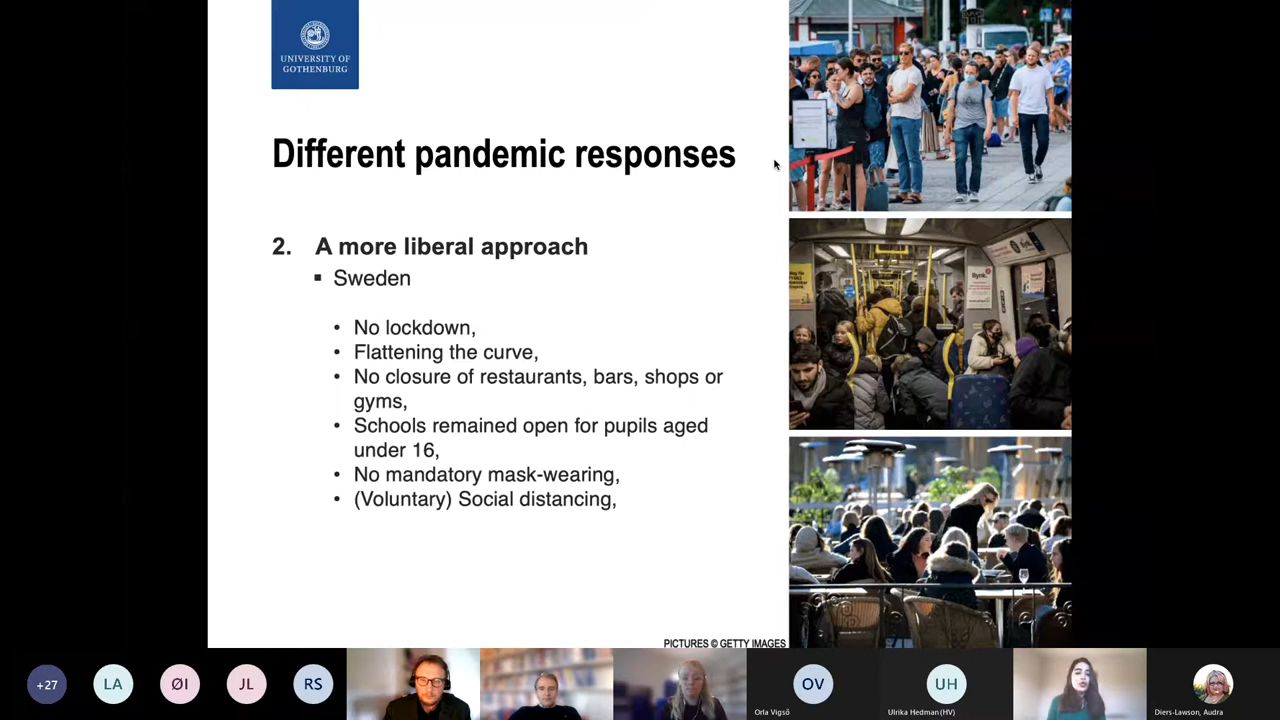 UNIVERSITY OF
GOTHENBURG
Different pandemic responses
2. A more liberal approach
▪ Sweden
• No lockdown,
• Flattening the curve,
• No closure of restaurants, bars, shops or
gyms,
• Schools remained open for pupils aged
under 16,
• No mandatory mask-wearing,
• (Voluntary) Social distancing,
PICTURES © GETTY IMAGES
+27
LA
ØI
JL
RS
OV
Orla Vigsö
UH
Ulrika Hedman (HV)
Diers-Lawson, Audra